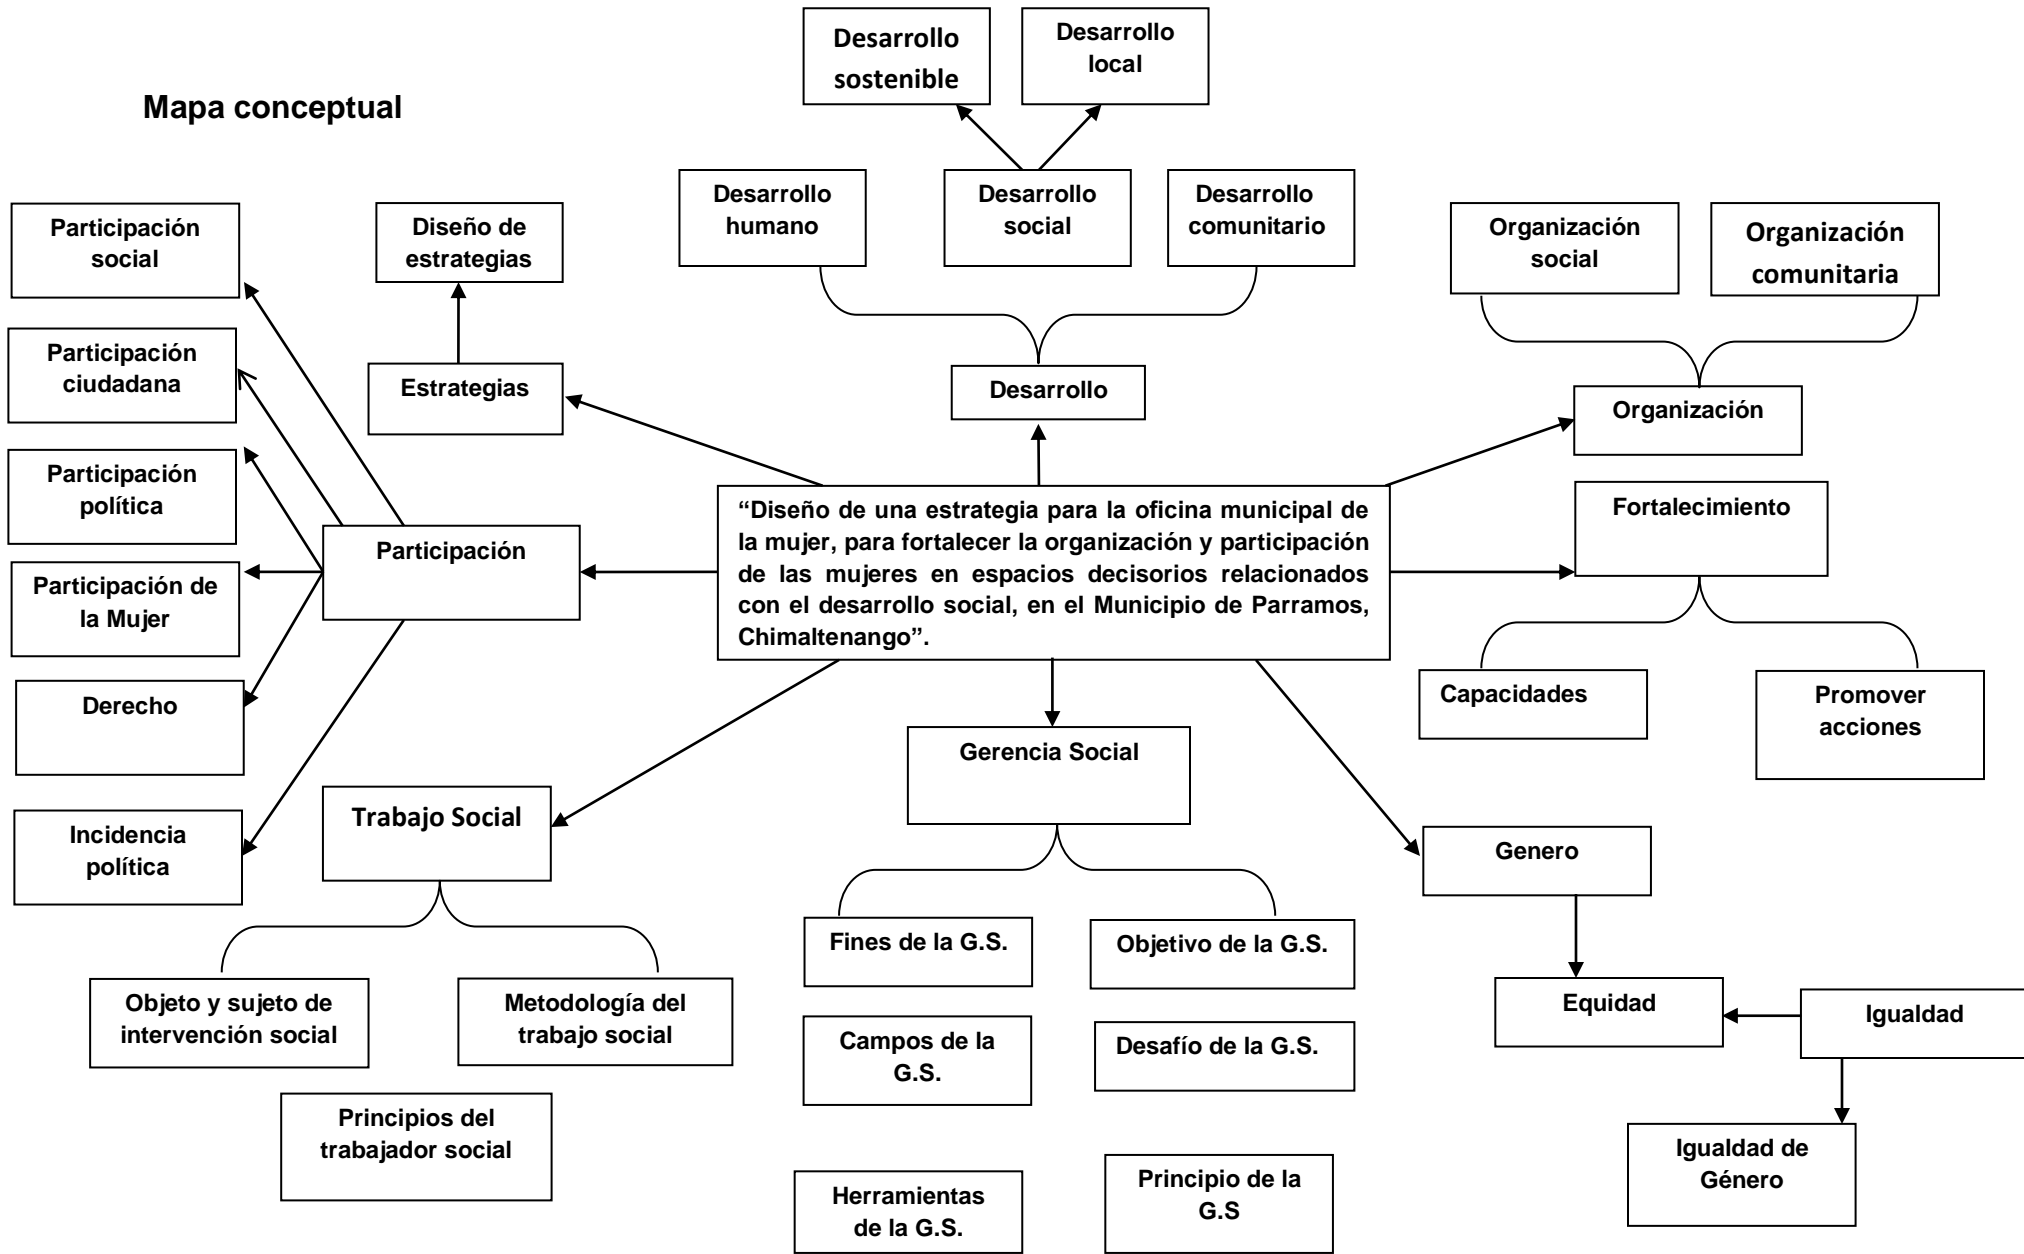 Mapa conceptual
Desarrollo
sostenible
Desarrollo
local
Desarrollo
humano
Desarrollo
social
Desarrollo
comunitario
Participación
social
Diseño de
estrategias
Organización
social
Organización
comunitaria
Participación
ciudadana
Estrategias
Desarrollo
Organización
Participación
política
Participación
“Diseño de una estrategia para la oficina municipal de
la mujer, para fortalecer la organización y participación
de las mujeres en espacios decisorios relacionados
con el desarrollo social, en el Municipio de Parramos,
Chimaltenango”.
Fortalecimiento
Participación de
la Mujer
Derecho
Capacidades
Promover
acciones
Gerencia Social
Trabajo Social
Incidencia
política
Genero
Fines de la G.S.
Objetivo de la G.S.
Objeto y sujeto de
intervención social
Metodología del
trabajo social
Equidad
Igualdad
Campos de la
G.S.
Desafío de la G.S.
Principios del
trabajador social
Igualdad de
Género
Herramientas
de la G.S.
Principio de la
G.S